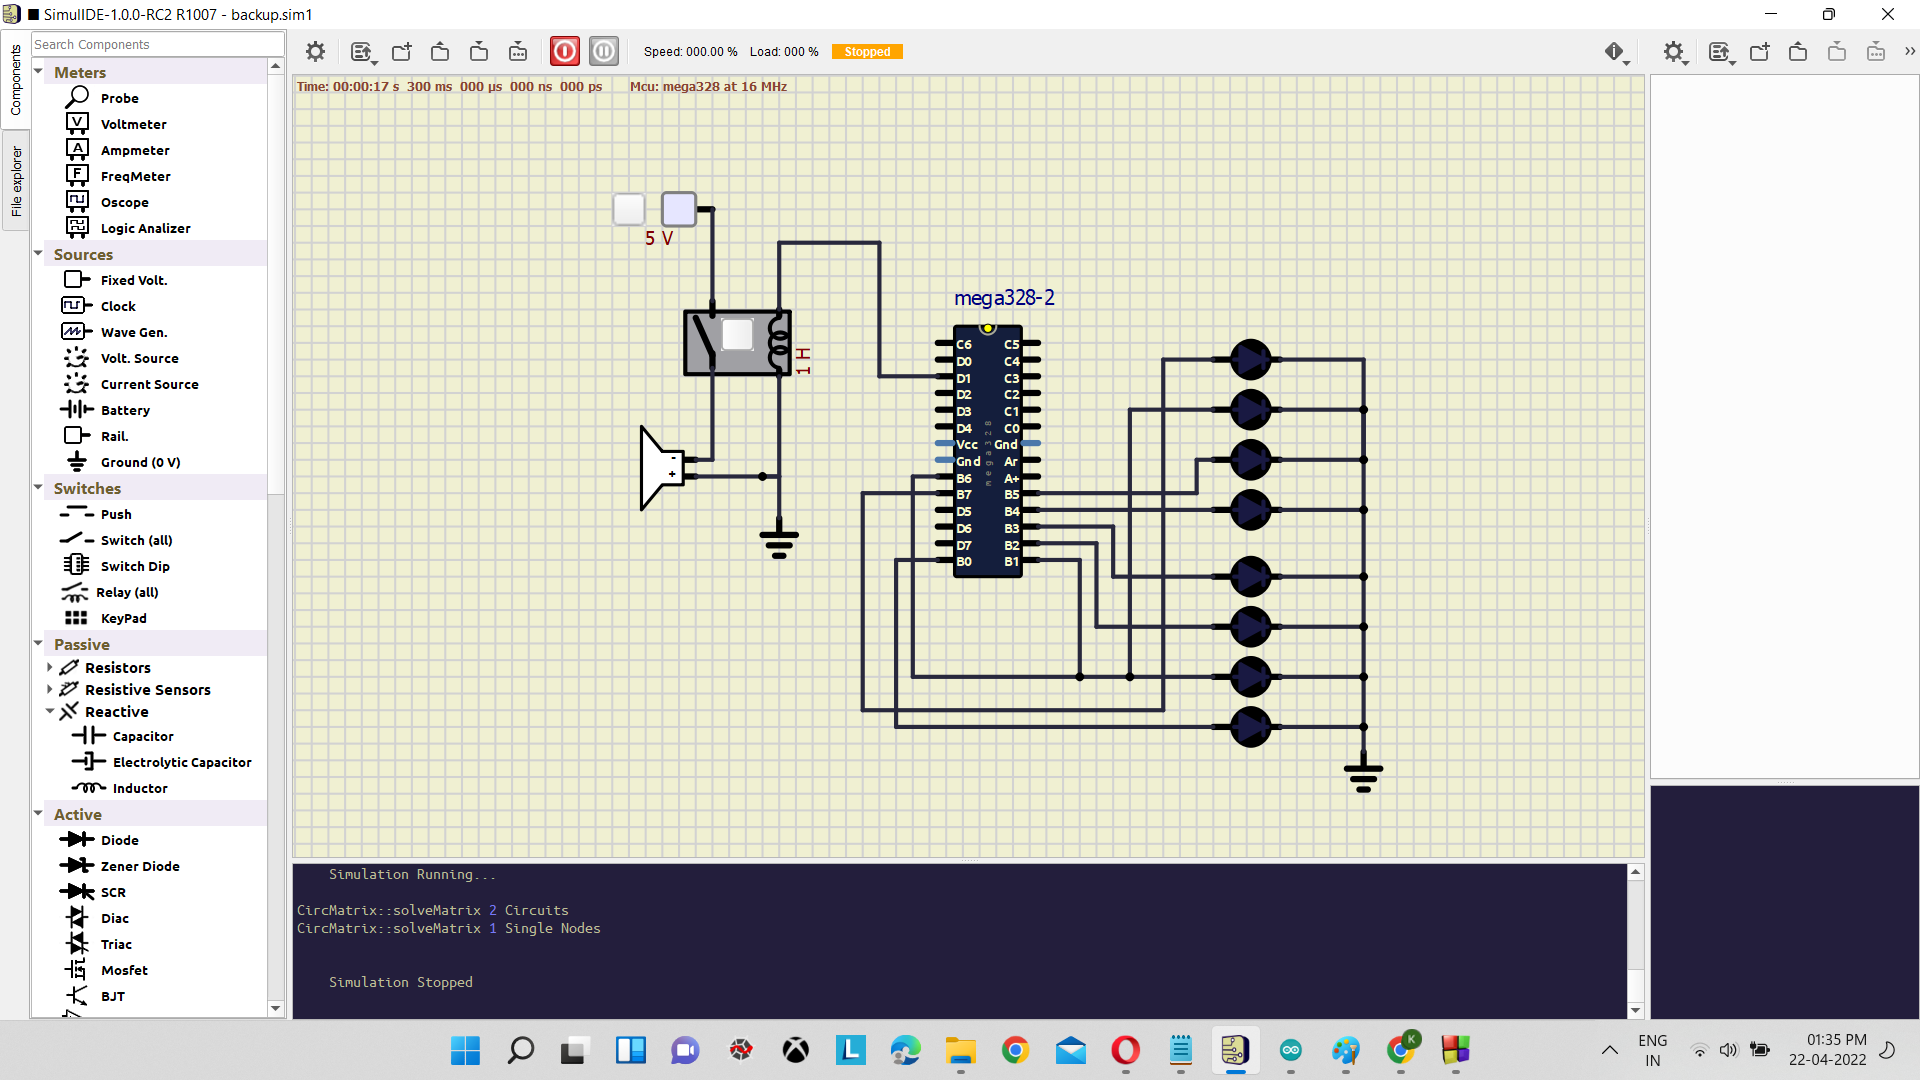 SimulIDE-1.0.0-RC2 R1007 - backup.sim1
Components
File explorer
Search Components
Meters
Probe
Voltmeter
Ampmeter
FreqMeter
Oscope
Logic Analizer
Sources
Fixed Volt.
Clock
Wave Gen.
Volt. Source
Current Source
Battery
Rail.
Ground (0 V)
Switches
Push
Switch (all)
Switch Dip
Relay (all)
KeyPad
Passive
Resistors
Resistive Sensors
Reactive
Capacitor
Electrolytic Capacitor
Inductor
Active
Diode
Zener Diode
SCR
Diac
Triac
Mosfet
BJT
Speed: 000.00 % Load: 000 % Stopped
Time: 00:00:17 s 300 ms 000 µs 000 ns 000 ps Mcu: mega328 at 16 MHz
5 V
1 H
- 
+
mega328-2
mega328
C6 C5
D0 C4
D1 C3
D2 C2
D3 C1
D4 C0
Vcc Gnd
Gnd Ar
B6 A+
B7 B5
D5 B4
D6 B3
D7 B2
B0 B1
Simulation Running...
CircMatrix::solveMatrix 2 Circuits
CircMatrix::solveMatrix 1 Single Nodes
Simulation Stopped
L
K
ENG
IN
01:35 PM
22-04-2022